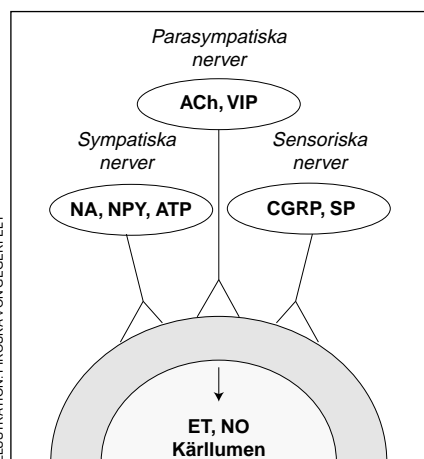 Parasympatiska
nerver
ACh, VIP
Sympatiska
nerver
Sensoriska
nerver
NA, NPY, ATP
CGRP, SP
ET, NO
Kärllumen